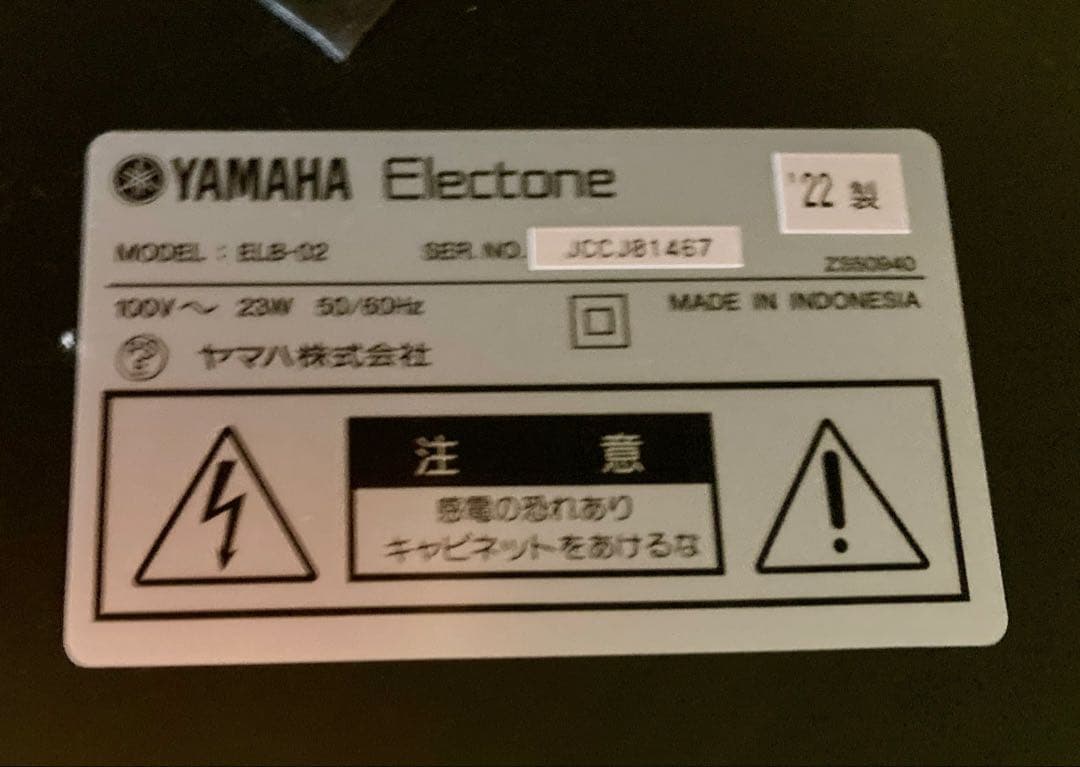 YAMAHA Electone
'22 製
MODEL : ELB-02 SER. NO. JCCJ81467
100V～ 23W 50/60Hz MADE IN INDONESIA
ヤマハ株式会社
注 意
感電の恐れあり
キャビネットをあけるな